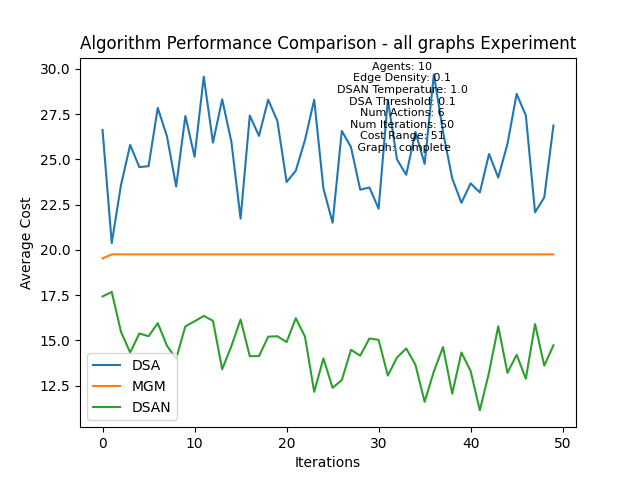 Algorithm Performance Comparison - all graphs Experiment
Agents: 10
Edge Density: 0.1
DSAN Temperature: 1.0
DSA Threshold: 0.1
Num Actions: 6
Num Iterations: 50
Cost Range: 51
Graph: complete
Average Cost
30.0
27.5
25.0
22.5
20.0
17.5
15.0
12.5
DSA
MGM
DSAN
0 10 20 30 40 50
Iterations